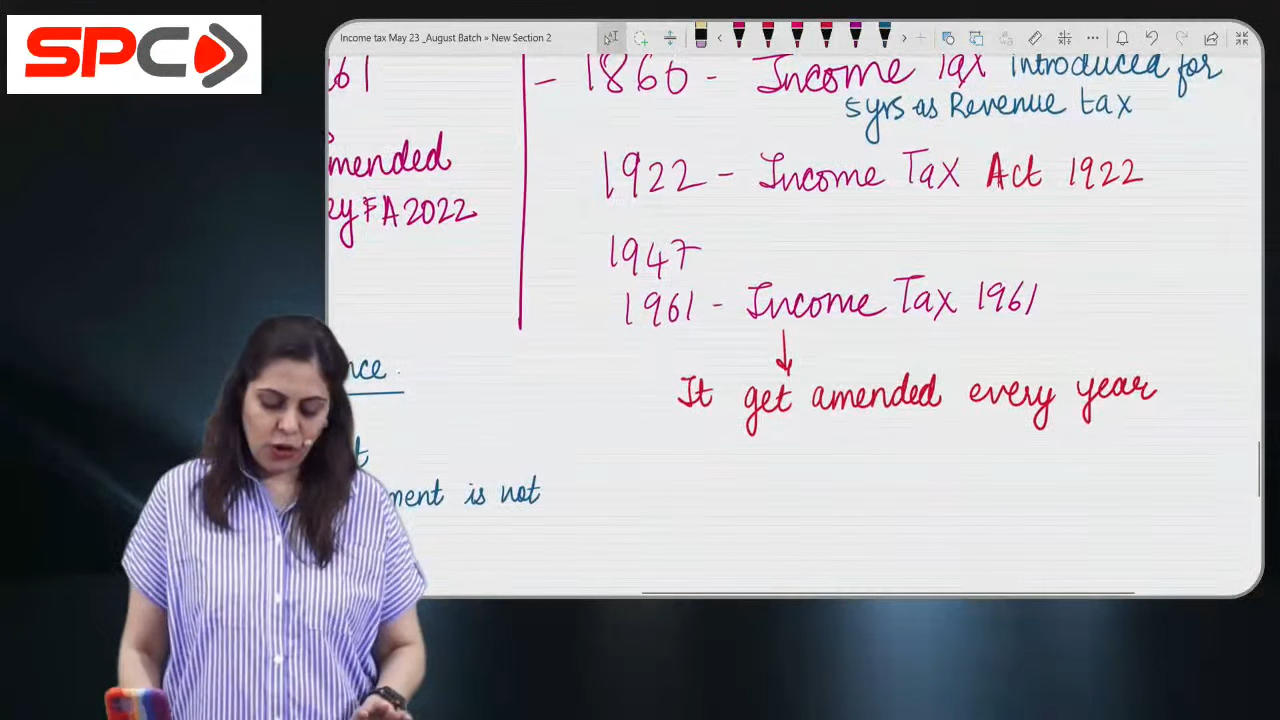 SPC
Income tax May 23 _August Batch » New Section 2
61
mended
FA 2022
nce
ment is not
- 1860 - Income Tax introduced for
5yrs as Revenue tax
1922 - Income Tax Act 1922
1947
1961 - Income Tax 1961
It get amended every year